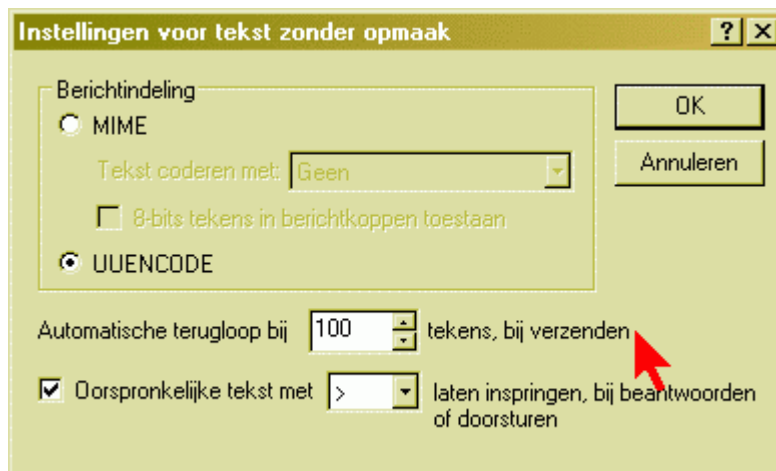 Instellingen voor tekst zonder opmaak
Berichtindeling
MIME
Tekst coderen met: Geen
8-bits tekens in berichtkoppen toestaan
UUENCODE
OK
Annuleren
Automatische terugloop bij 100 tekens, bij verzenden
Oorspronkelijke tekst met > laten inspringen, bij beantwoorden
of doorsturen